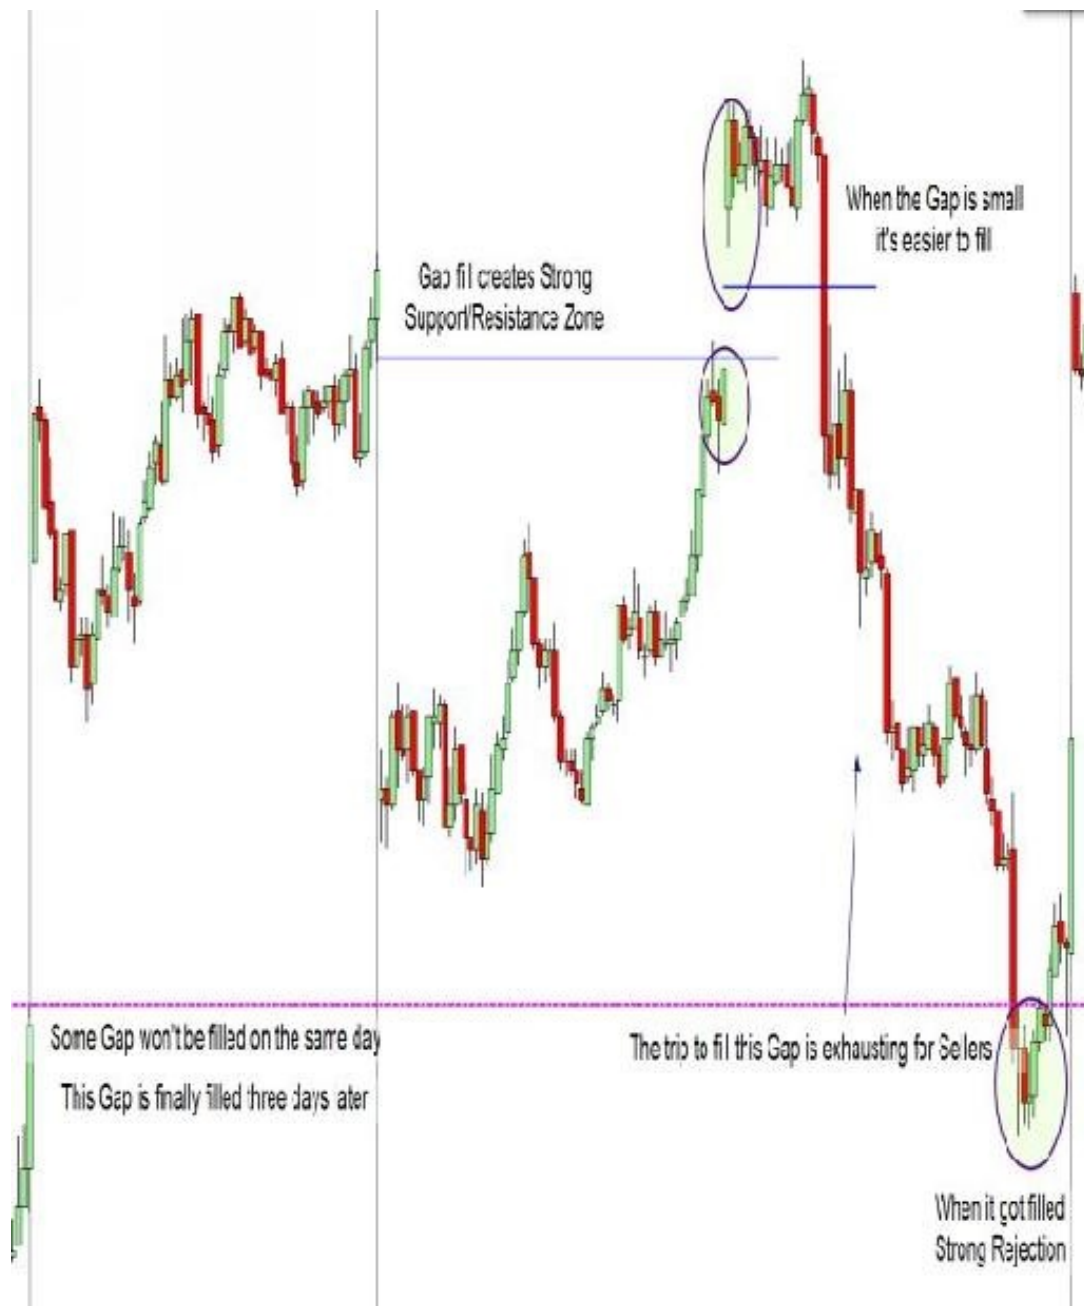 When the Gap is small
it's easier to fill
Gap fill creates Strong
Support/Resistance Zone
Some Gap won't be filled on the same day
This Gap is finally filled three days later
The trip to fill this Gap is exhausting for Sellers
When it got filled
Strong Rejection